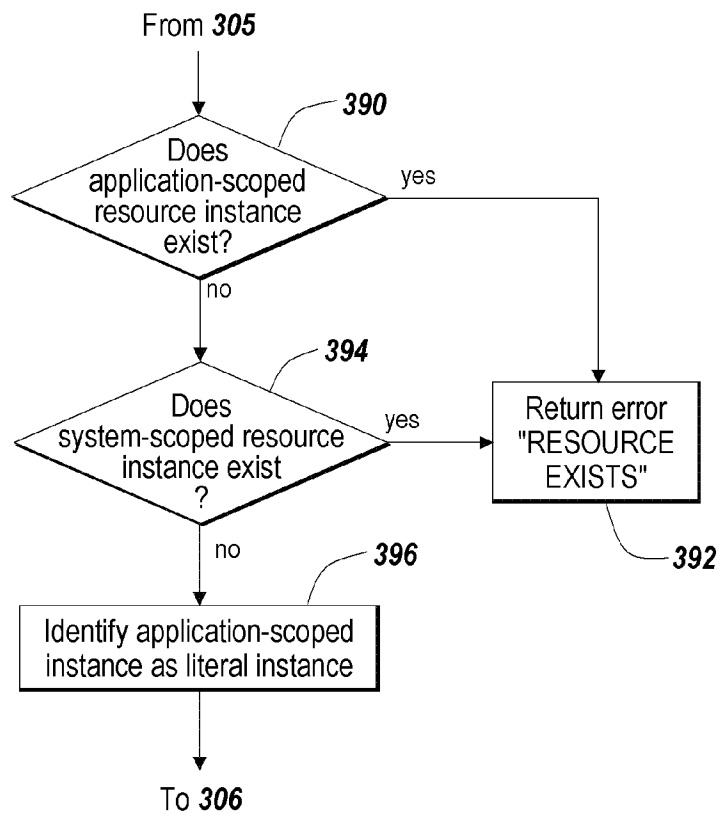 From 305
390
Does
application-scoped
resource instance
exist?
yes
no
394
Does
system-scoped resource
instance exist
?
yes
Return error
"RESOURCE
EXISTS"
392
no
396
Identify application-scoped
instance as literal instance
To 306